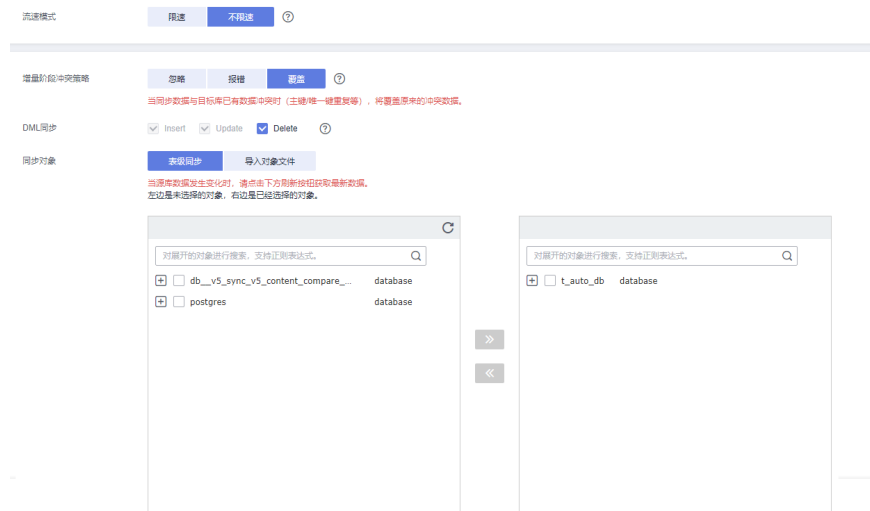 流速模式 限速 不限速
增量阶段冲突策略 忽略 报错 覆盖
当同步数据与目标库已有数据冲突时（主键/唯一键重复等），将覆盖原来的冲突数据。
DML同步 Insert Update Delete
同步对象 表级同步 导入对象文件
当源库数据发生变化时，请点击下方刷新按钮获取最新数据。
左边是未选择的对象，右边是已经选择的对象。
对展开的对象进行搜索，支持正则表达式。 对展开的对象进行搜索，支持正则表达式。
db__v5_sync_v5_content_compare_... database t_auto_db database
postgres database